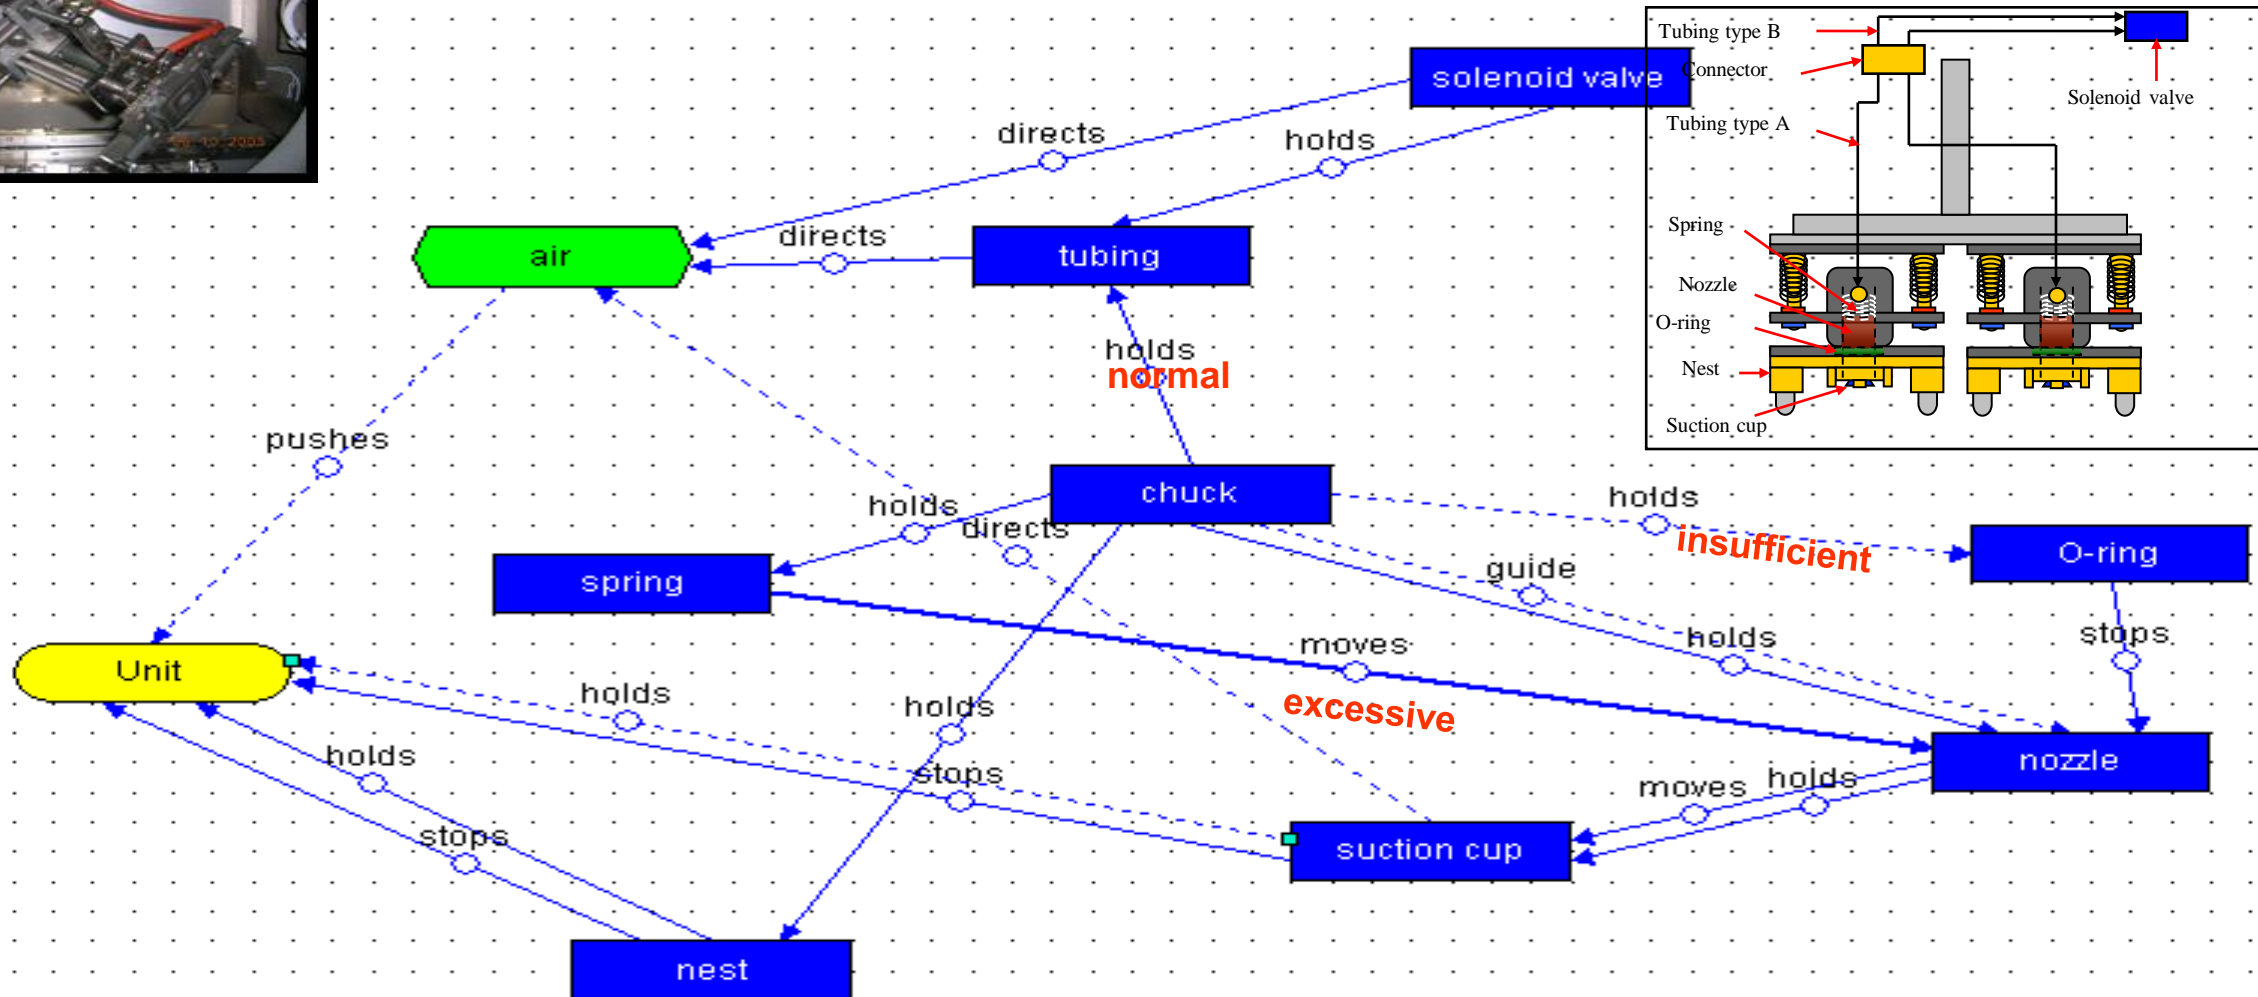 Tubing type B
solenoid valve
Connector
Solenoid valve
directs
holds
Tubing type A
air
directs
tubing
Spring
Nozzle
O-ring
holds
normal
Nest
Suction cup
pushes
chuck
holds
holds
directs
insufficient
O-ring
spring
guide
moves
holds
stops
Unit
holds
holds
excessive
holds
stops
moves
holds
nozzle
stops
suction cup
nest